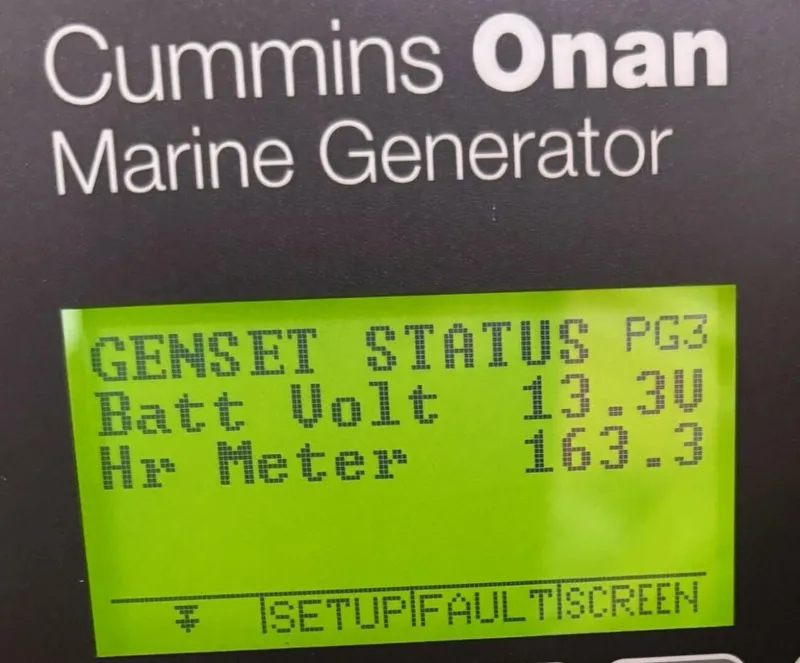 Cummins Onan
Marine Generator
GENSET STATUS PG3
Batt Volt 13.3V
Hr Meter 163.3
SETUP FAULT SCREEN